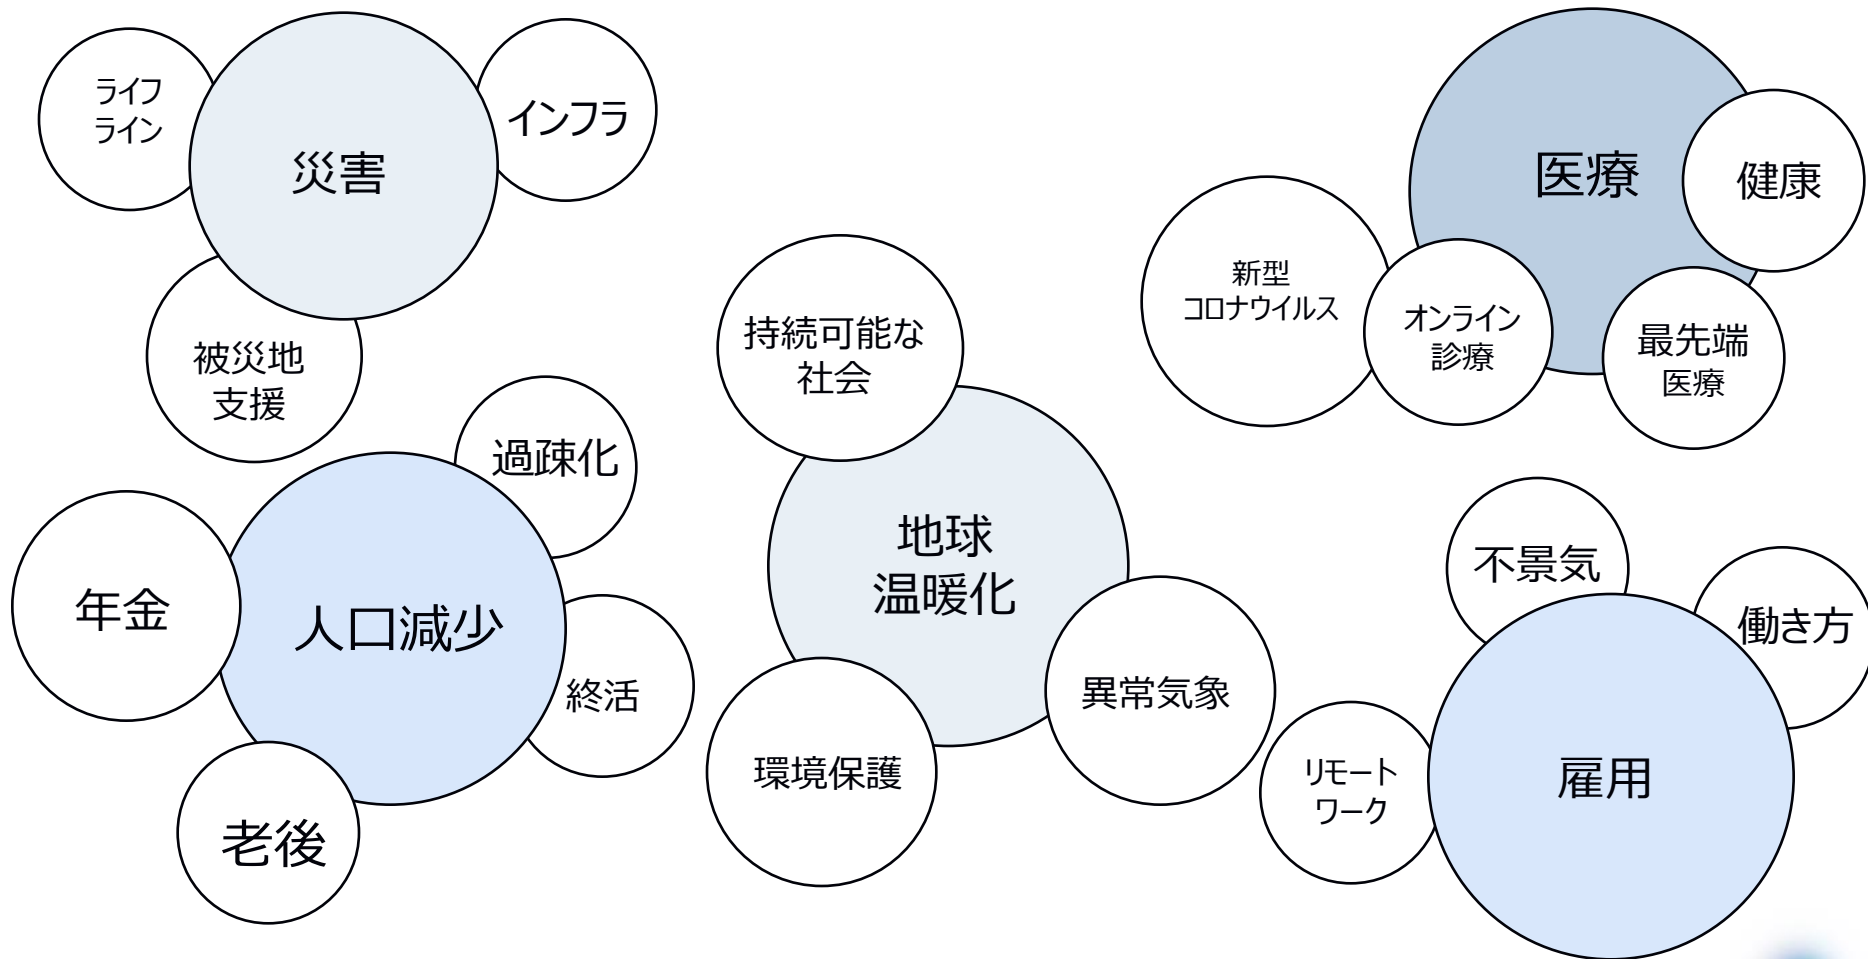 ライフ
ライン
災害
インフラ
被災地
支援
医療
健康
新型
コロナウイルス
オンライン
診療
最先端
医療
持続可能な
社会
地球
温暖化
異常気象
環境保護
過疎化
年金
人口減少
終活
老後
不景気
働き方
リモート
ワーク
雇用